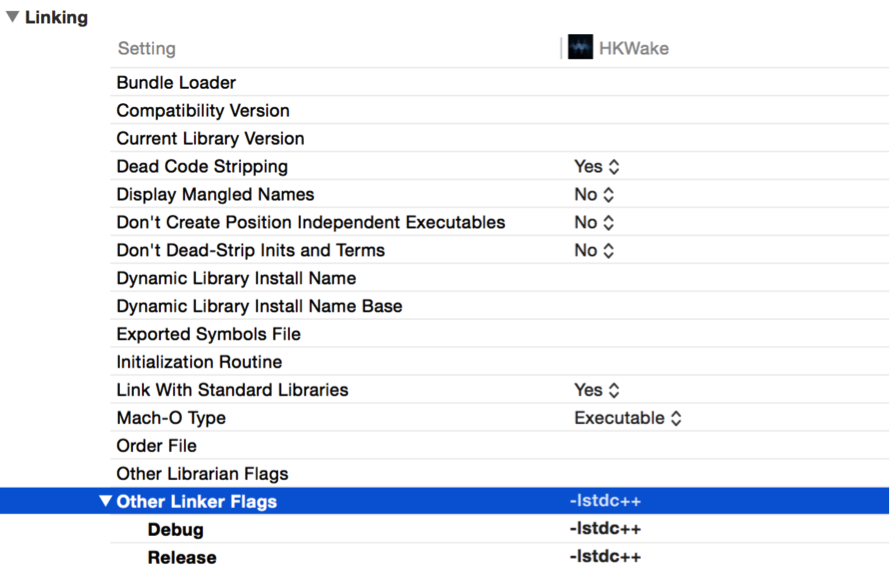 Linking
Setting HKWake
Bundle Loader
Compatibility Version
Current Library Version
Dead Code Stripping Yes
Display Mangled Names No
Don't Create Position Independent Executables No
Don't Dead-Strip Inits and Terms No
Dynamic Library Install Name
Dynamic Library Install Name Base
Exported Symbols File
Initialization Routine
Link With Standard Libraries Yes
Mach-O Type Executable
Order File
Other Librarian Flags
Other Linker Flags -lstdc++
Debug -lstdc++
Release -lstdc++